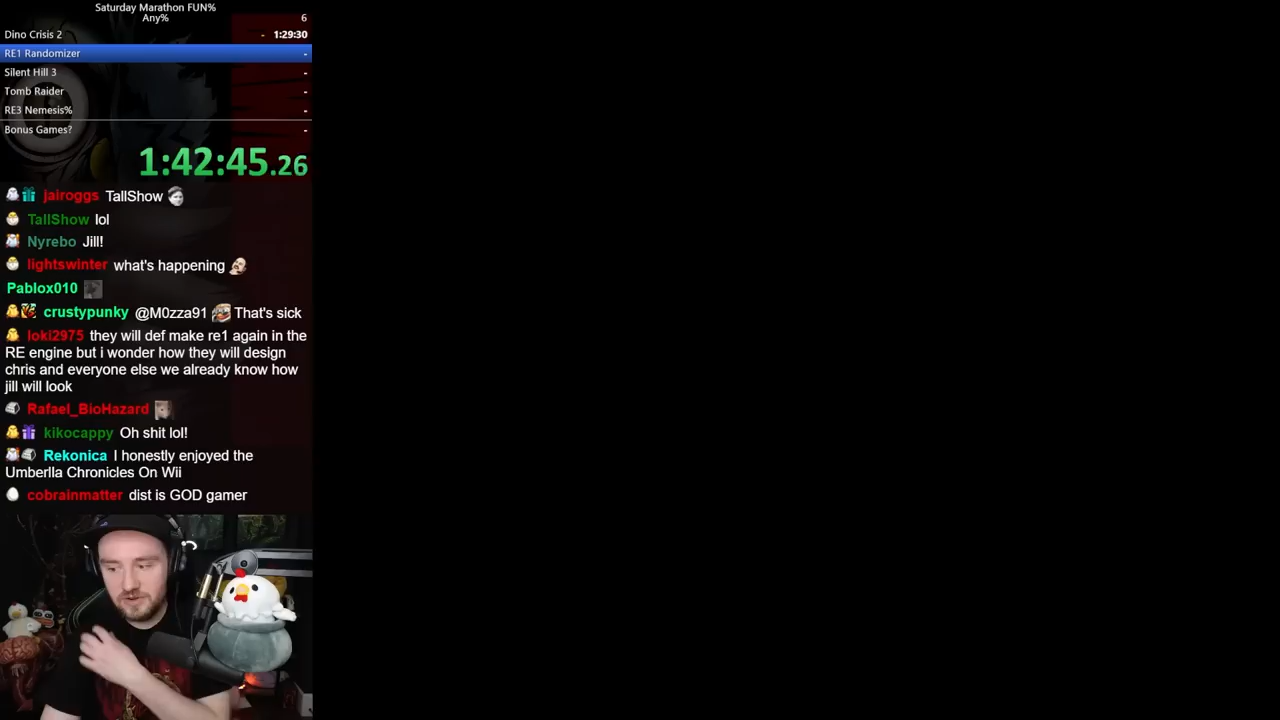 Saturday Marathon FUN%
Any%
6
Dino Crisis 2 - 1:29:30
RE1 Randomizer -
Silent Hill 3 -
Tomb Raider -
RE3 Nemesis% -
Bonus Games? -
1:42:45.26
jairoggs TallShow
TallShow lol
Nyrebo Jill!
lightswinter what's happening
Pablox010
crustypunky @M0zza91 That's sick
loki2975 they will def make re1 again in the
RE engine but i wonder how they will design
chris and everyone else we already know how
jill will look
Rafael_BioHazard
kikocappy Oh shit lol!
Rekonica I honestly enjoyed the
Umberlla Chronicles On Wii
cobrainmatter dist is GOD gamer